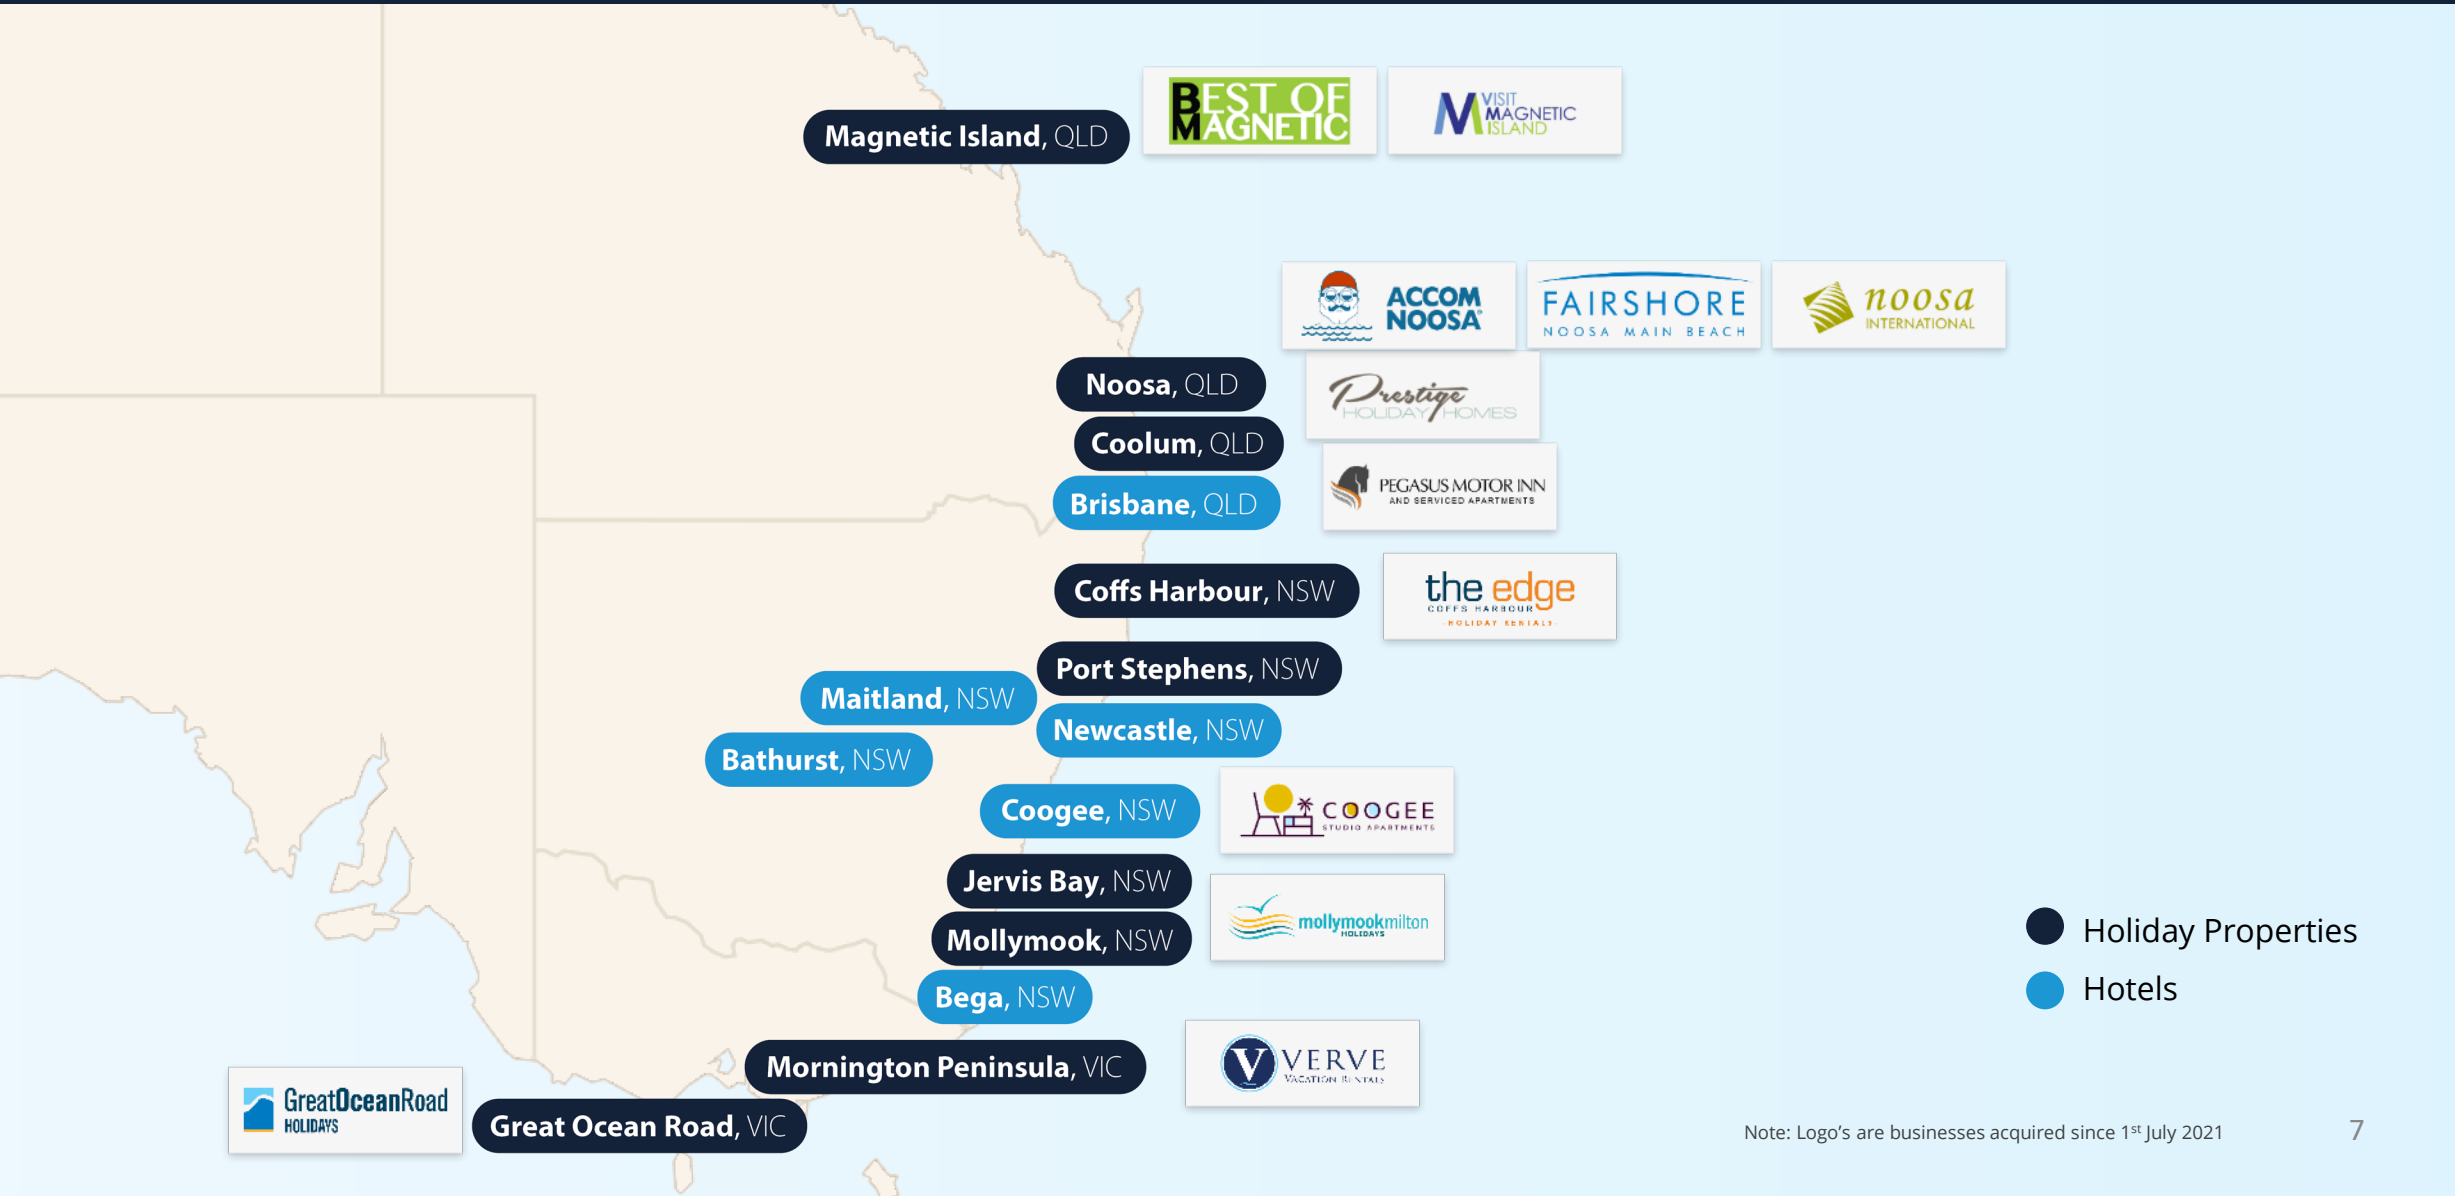 BEST OF
MAGNETIC
VISIT
MAGNETIC
ISLAND
Magnetic Island, QLD
ACCOM
NOOSA
FAIRSHORE
NOOSA MAIN BEACH
noosa
INTERNATIONAL
Noosa, QLD
Prestige
HOLIDAY HOMES
Coolum, QLD
PEGASUS MOTOR INN
AND SERVICED APARTMENTS
Brisbane, QLD
the edge
COFFS HARBOUR
HOLIDAY RENTALS
Coffs Harbour, NSW
Port Stephens, NSW
Maitland, NSW
Newcastle, NSW
Bathurst, NSW
Coogee, NSW
COOGEE
STUDIO APARTMENTS
Jervis Bay, NSW
mollymookmilton
HOLIDAYS
Mollymook, NSW
Holiday Properties
Bega, NSW
Hotels
VERVE
VACATION RENTALS
Mornington Peninsula, VIC
GreatOceanRoad
HOLIDAYS
Great Ocean Road, VIC
Note: Logo's are businesses acquired since 1st July 2021
7